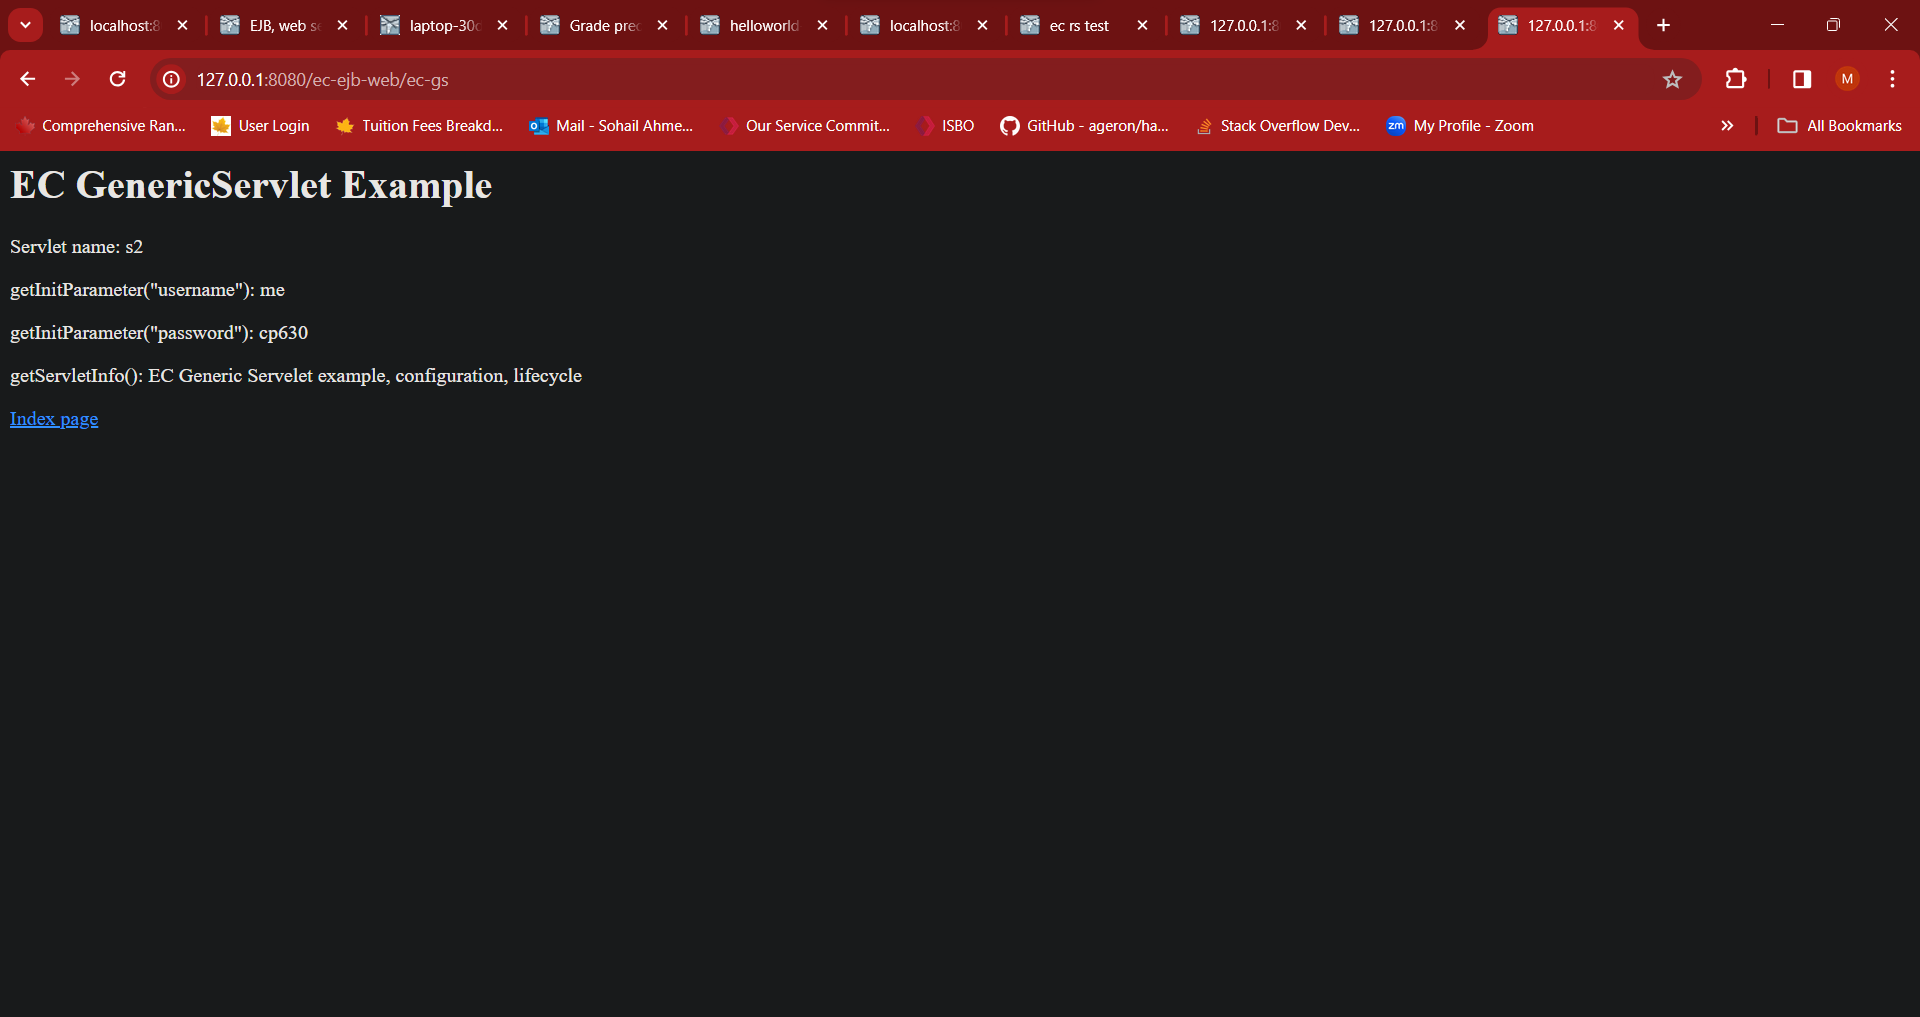 localhost:8
EJB, web se
laptop-30c
Grade prec
helloworld
localhost:8
ec rs test
127.0.0.1:8
127.0.0.1:8
127.0.0.1:8
127.0.0.1:8080/ec-ejb-web/ec-gs
M
Comprehensive Ran...
User Login
Tuition Fees Breakd...
Mail - Sohail Ahme...
Our Service Commit...
ISBO
GitHub - ageron/ha...
Stack Overflow Dev...
zm My Profile - Zoom
All Bookmarks
EC GenericServlet Example
Servlet name: s2
getInitParameter("username"): me
getInitParameter("password"): cp630
getServletInfo(): EC Generic Servelet example, configuration, lifecycle
Index page